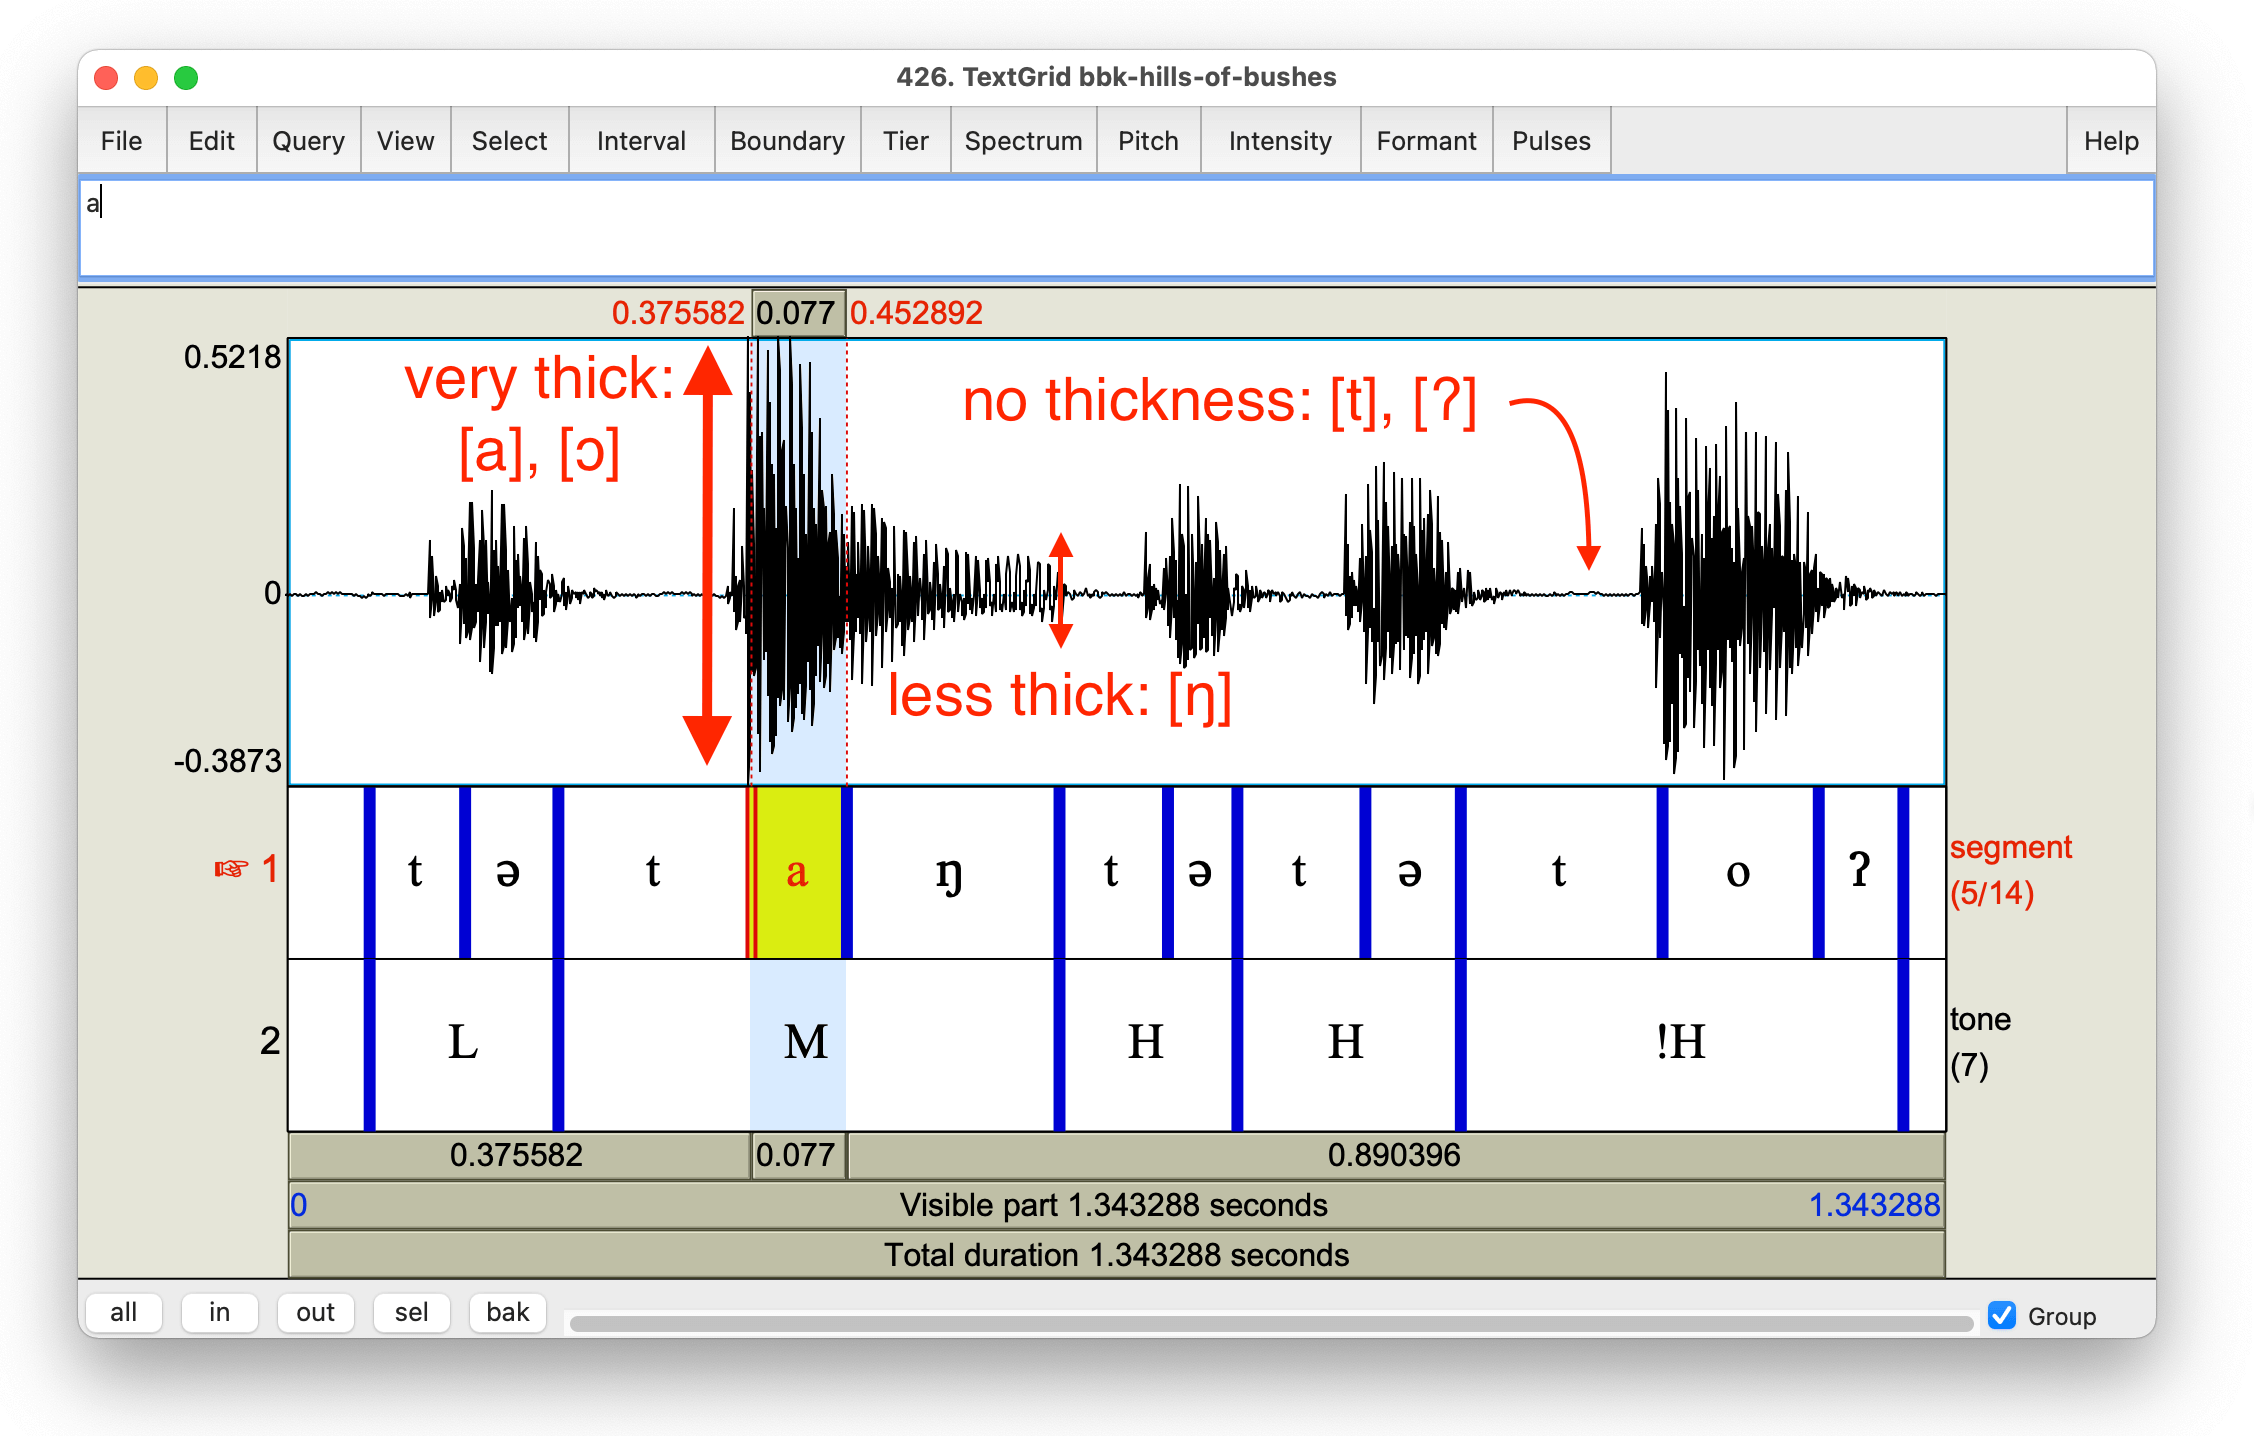 426. TextGrid bbk-hills-of-bushes
File Edit Query View Select Interval Boundary Tier Spectrum Pitch Intensity Formant Pulses Help
a
0.375582 0.077 0.452892
0.5218
very thick:
[a], [ɔ]
no thickness: [t], [ʔ]
0
less thick: [ŋ]
-0.3873
☞ 1 t ə t a ŋ t ə t ə t o ʔ segment
(5/14)
2 L M H H !H tone
(7)
0.375582 0.077 0.890396
0 Visible part 1.343288 seconds 1.343288
Total duration 1.343288 seconds
all in out sel bak Group